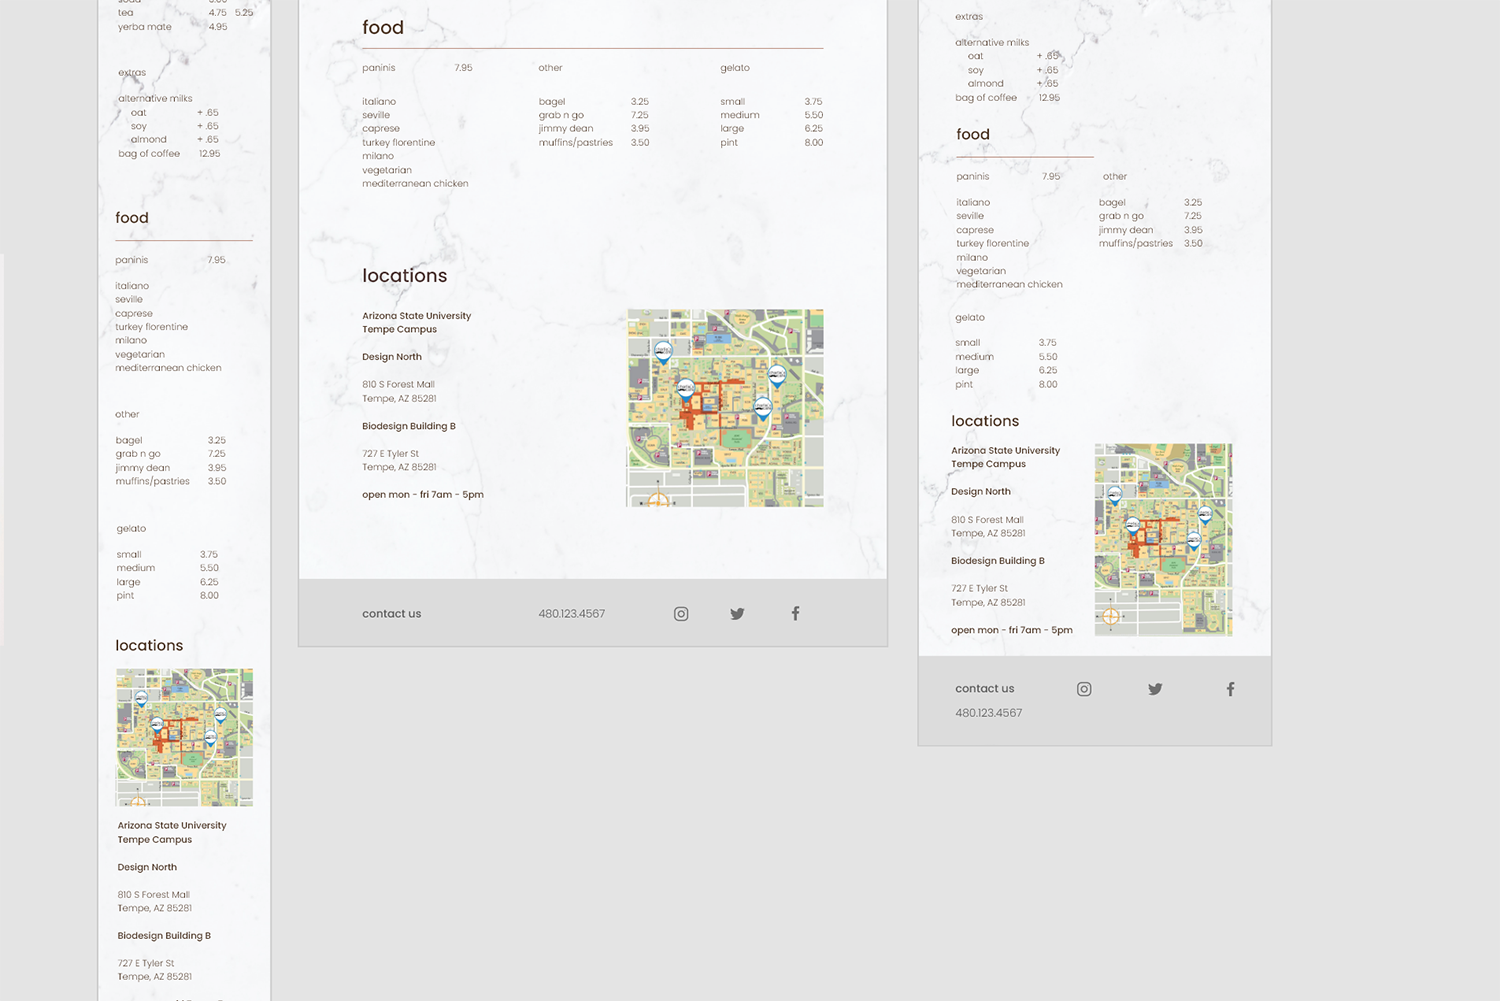 soda 3.00
tea 4.75 5.25
yerba mate 4.95
extras
alternative milks
oat + .65
soy + .65
almond + .65
bag of coffee 12.95
food
paninis 7.95
italiano
seville
caprese
turkey florentine
milano
vegetarian
mediterranean chicken
other
bagel 3.25
grab n go 7.25
jimmy dean 3.95
muffins/pastries 3.50
gelato
small 3.75
medium 5.50
large 6.25
pint 8.00
locations
Arizona State University
Tempe Campus
Design North
810 S Forest Mall
Tempe, AZ 85281
Biodesign Building B
727 E Tyler St
Tempe, AZ 85281
food
paninis 7.95 other gelato
italiano bagel 3.25 small 3.75
seville grab n go 7.25 medium 5.50
caprese jimmy dean 3.95 large 6.25
turkey florentine muffins/pastries 3.50 pint 8.00
milano
vegetarian
mediterranean chicken
locations
Arizona State University
Tempe Campus
Design North
810 S Forest Mall
Tempe, AZ 85281
Biodesign Building B
727 E Tyler St
Tempe, AZ 85281
open mon - fri 7am - 5pm
contact us 480.123.4567
extras
alternative milks
oat + .65
soy + .65
almond + .65
bag of coffee 12.95
food
paninis 7.95 other
italiano bagel 3.25
seville grab n go 7.25
caprese jimmy dean 3.95
turkey florentine muffins/pastries 3.50
milano
vegetarian
mediterranean chicken
gelato
small 3.75
medium 5.50
large 6.25
pint 8.00
locations
Arizona State University
Tempe Campus
Design North
810 S Forest Mall
Tempe, AZ 85281
Biodesign Building B
727 E Tyler St
Tempe, AZ 85281
open mon - fri 7am - 5pm
contact us
480.123.4567